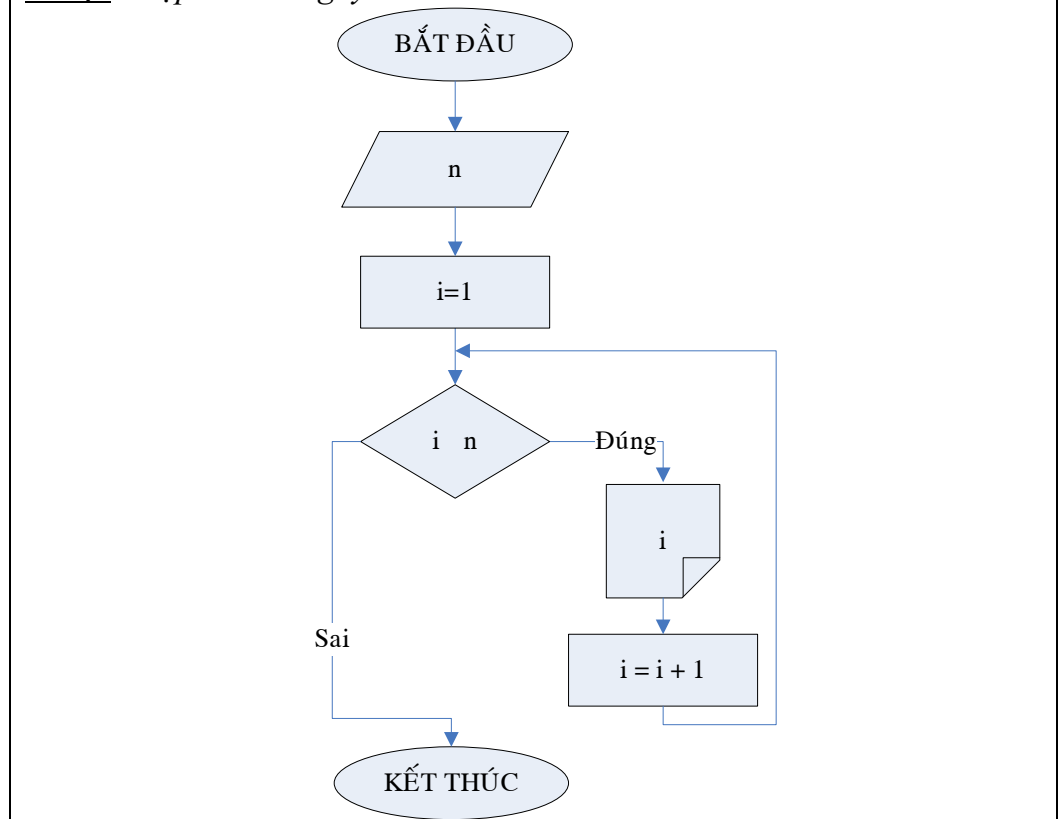 BẮT ĐẦU
n
i=1
i n
Đúng
i
Sai
i = i + 1
KẾT THÚC